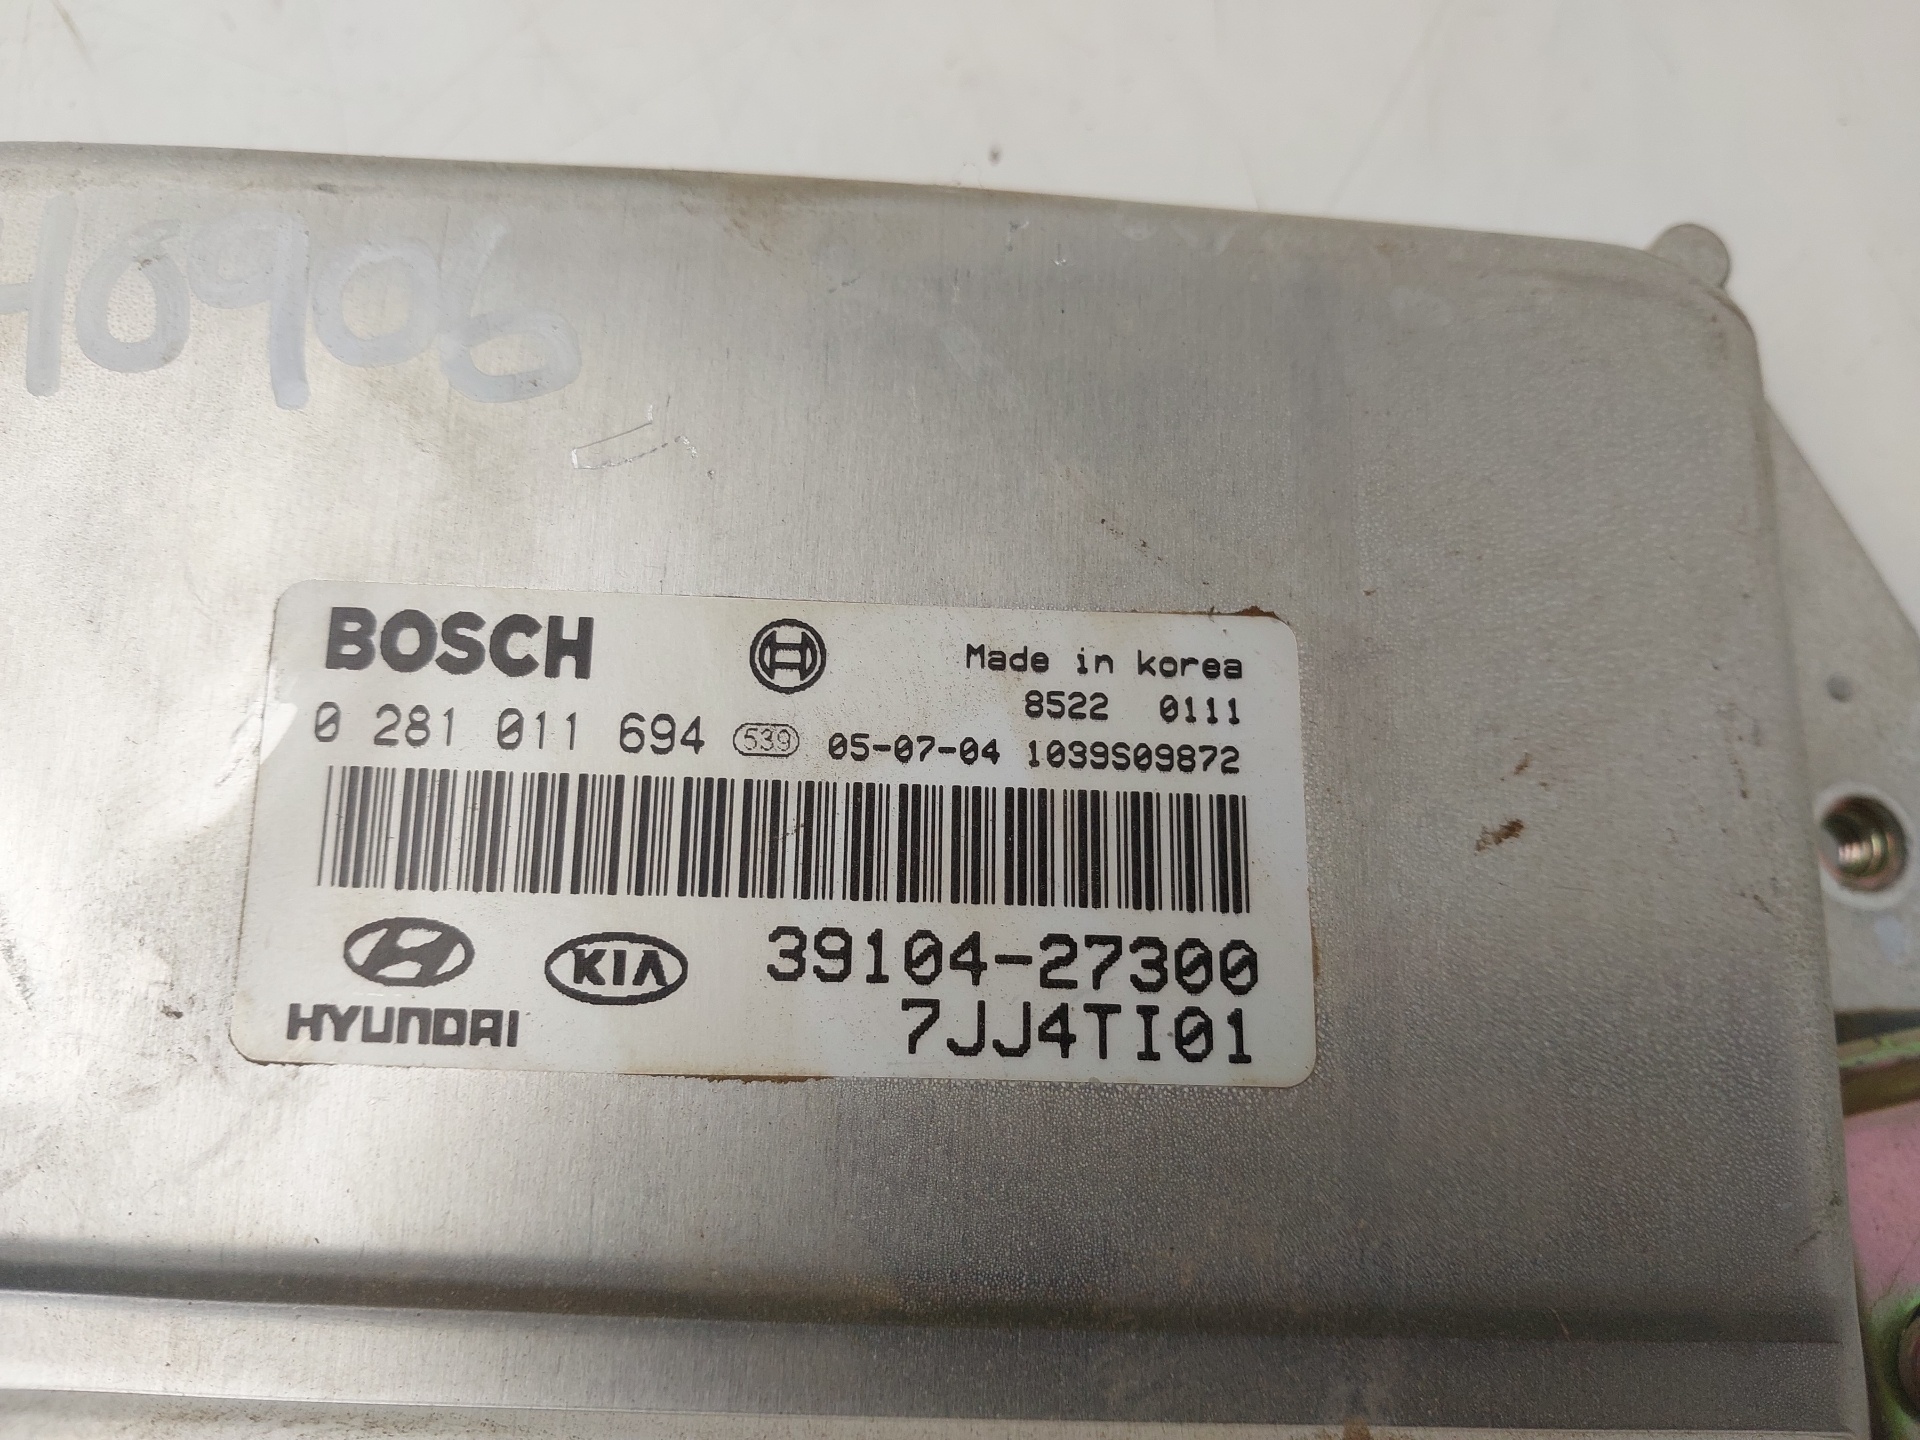 40906
BOSCH Made in korea
8522 0111
0 281 011 694 539 05-07-04 1039S09872
KIA 39104-27300
HYUNDAI 7JJ4TI01